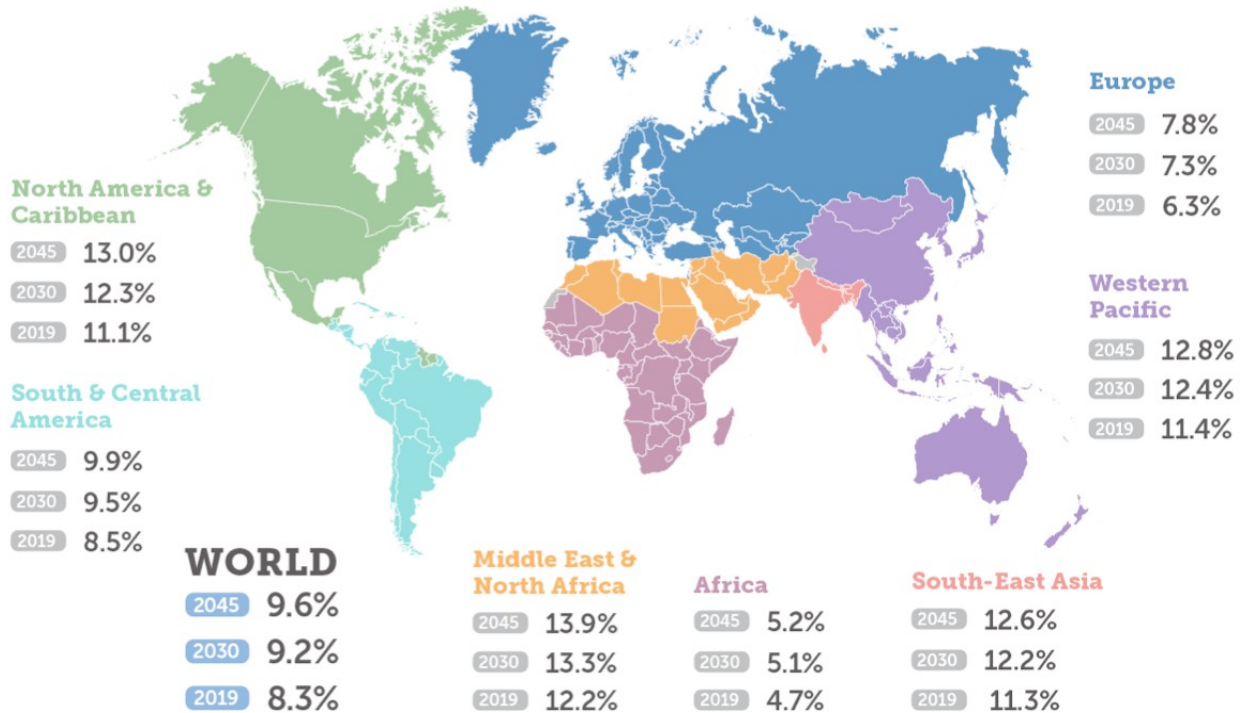 Europe
2045 7.8%
2030 7.3%
2019 6.3%
North America &
Caribbean
2045 13.0%
2030 12.3%
2019 11.1%
Western
Pacific
2045 12.8%
2030 12.4%
2019 11.4%
South & Central
America
2045 9.9%
2030 9.5%
2019 8.5%
WORLD
2045 9.6%
2030 9.2%
2019 8.3%
Middle East &
North Africa
2045 13.9%
2030 13.3%
2019 12.2%
Africa
2045 5.2%
2030 5.1%
2019 4.7%
South-East Asia
2045 12.6%
2030 12.2%
2019 11.3%